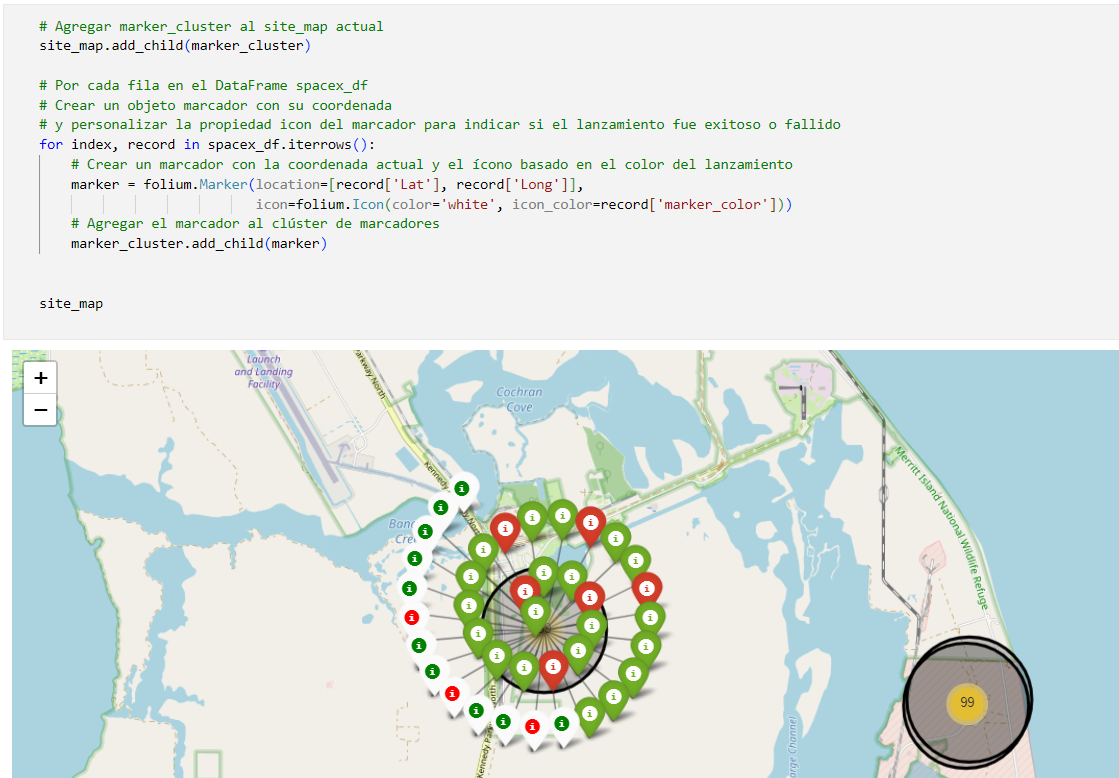 # Agregar marker_cluster al site_map actual
site_map.add_child(marker_cluster)
# Por cada fila en el DataFrame spacex_df
# Crear un objeto marcador con su coordenada
# y personalizar la propiedad icon del marcador para indicar si el lanzamiento fue exitoso o fallido
for index, record in spacex_df.iterrows():
# Crear un marcador con la coordenada actual y el ícono basado en el color del lanzamiento
marker = folium.Marker(location=[record['Lat'], record['Long']],
icon=folium.Icon(color='white', icon_color=record['marker_color']))
# Agregar el marcador al clúster de marcadores
marker_cluster.add_child(marker)
site_map
+
−
Launch
and Landing
Facility
Parkway North
Cochran
Cove
Kennedy
Merritt Island National Wildlife Refuge
99
Kennedy
Channel